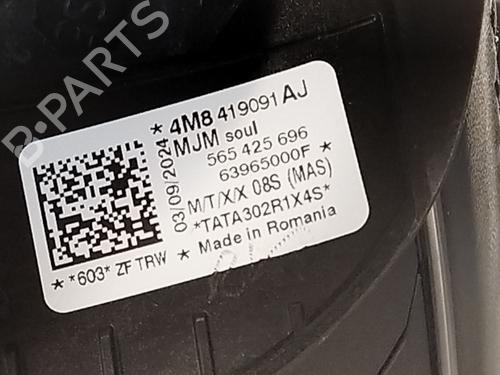 B-PARTS
* 4M8 419091 AJ
MJM soul
565 425 696
63965000F *
03/09/2024
M/T/X/X 08S (MAS)
*TATA302R1X4S*
* Made in Romania
* *603* ZF TRW